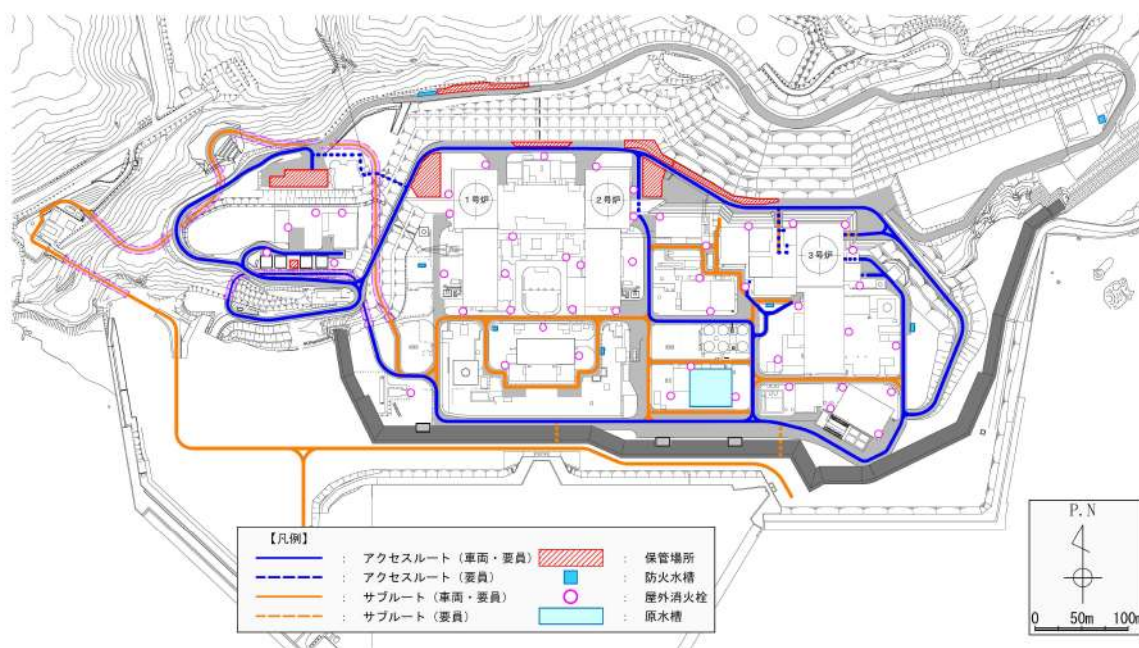 1号炉
2号炉
3号炉
【凡例】
： アクセスルート（車両・要員）
： アクセスルート（要員）
： サブルート（車両・要員）
： サブルート（要員）
： 保管場所
： 防火水槽
： 屋外消火栓
： 原水槽
P.N
0 50m 100m